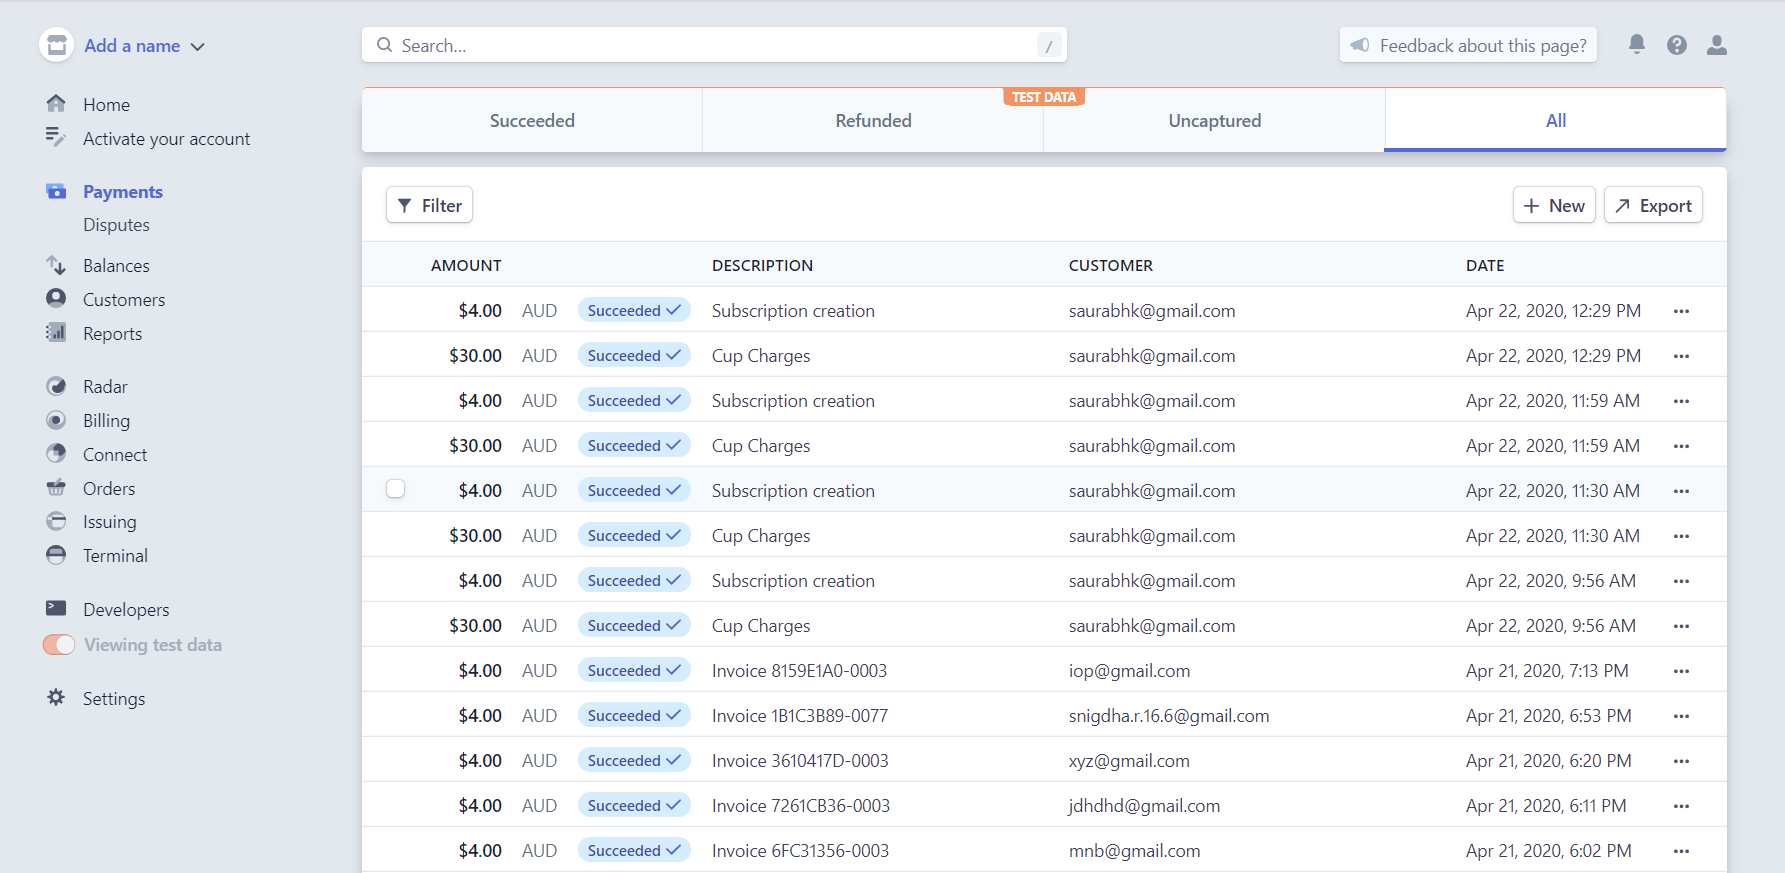 Add a name
Search...
/
Feedback about this page?
Home
Activate your account
Payments
Disputes
Balances
Customers
Reports
Radar
Billing
Connect
Orders
Issuing
Terminal
Developers
Viewing test data
Settings
TEST DATA
Succeeded Refunded Uncaptured All
Filter New Export
AMOUNT DESCRIPTION CUSTOMER DATE
$4.00 AUD Succeeded Subscription creation saurabhk@gmail.com Apr 22, 2020, 12:29 PM
$30.00 AUD Succeeded Cup Charges saurabhk@gmail.com Apr 22, 2020, 12:29 PM
$4.00 AUD Succeeded Subscription creation saurabhk@gmail.com Apr 22, 2020, 11:59 AM
$30.00 AUD Succeeded Cup Charges saurabhk@gmail.com Apr 22, 2020, 11:59 AM
$4.00 AUD Succeeded Subscription creation saurabhk@gmail.com Apr 22, 2020, 11:30 AM
$30.00 AUD Succeeded Cup Charges saurabhk@gmail.com Apr 22, 2020, 11:30 AM
$4.00 AUD Succeeded Subscription creation saurabhk@gmail.com Apr 22, 2020, 9:56 AM
$30.00 AUD Succeeded Cup Charges saurabhk@gmail.com Apr 22, 2020, 9:56 AM
$4.00 AUD Succeeded Invoice 8159E1A0-0003 iop@gmail.com Apr 21, 2020, 7:13 PM
$4.00 AUD Succeeded Invoice 1B1C3B89-0077 snigdha.r.16.6@gmail.com Apr 21, 2020, 6:53 PM
$4.00 AUD Succeeded Invoice 3610417D-0003 xyz@gmail.com Apr 21, 2020, 6:20 PM
$4.00 AUD Succeeded Invoice 7261CB36-0003 jdhdhd@gmail.com Apr 21, 2020, 6:11 PM
$4.00 AUD Succeeded Invoice 6FC31356-0003 mnb@gmail.com Apr 21, 2020, 6:02 PM